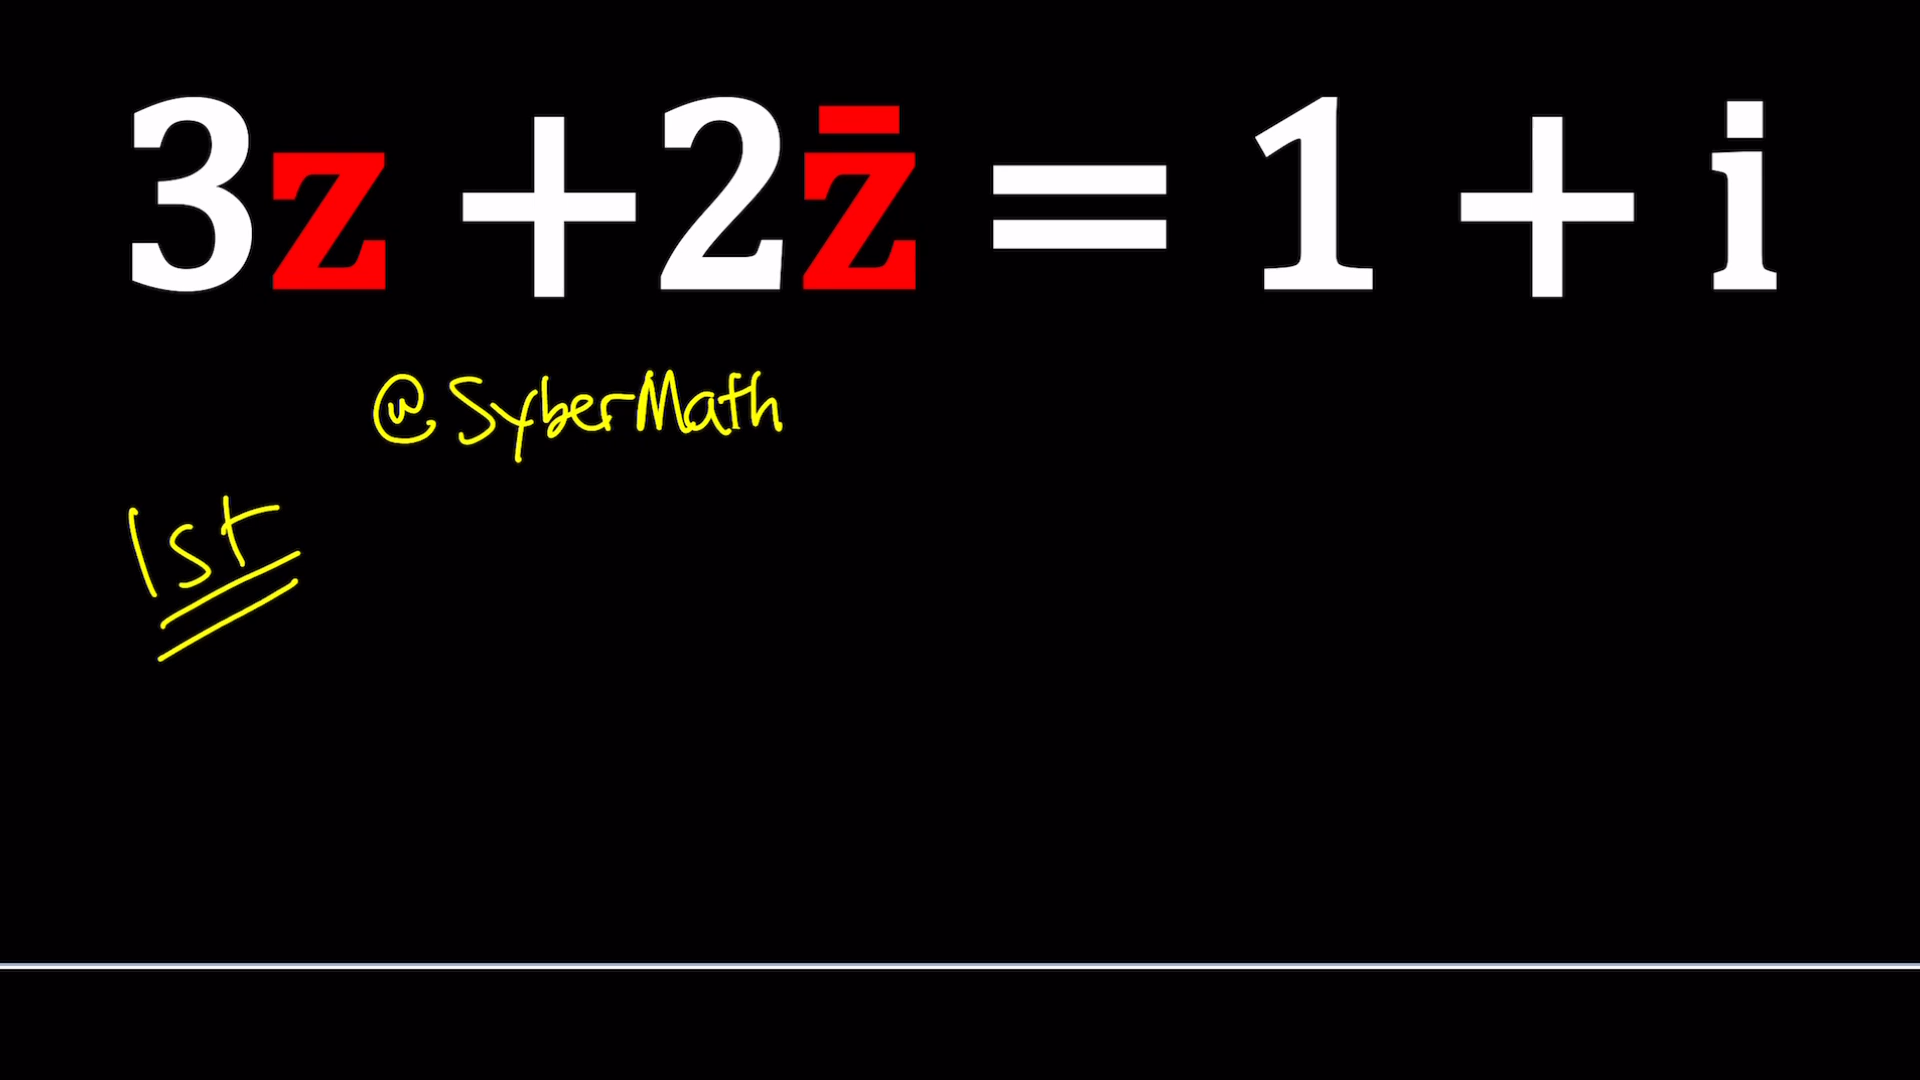 3z + 2z̄ = 1 + i
@SyberMath
1st